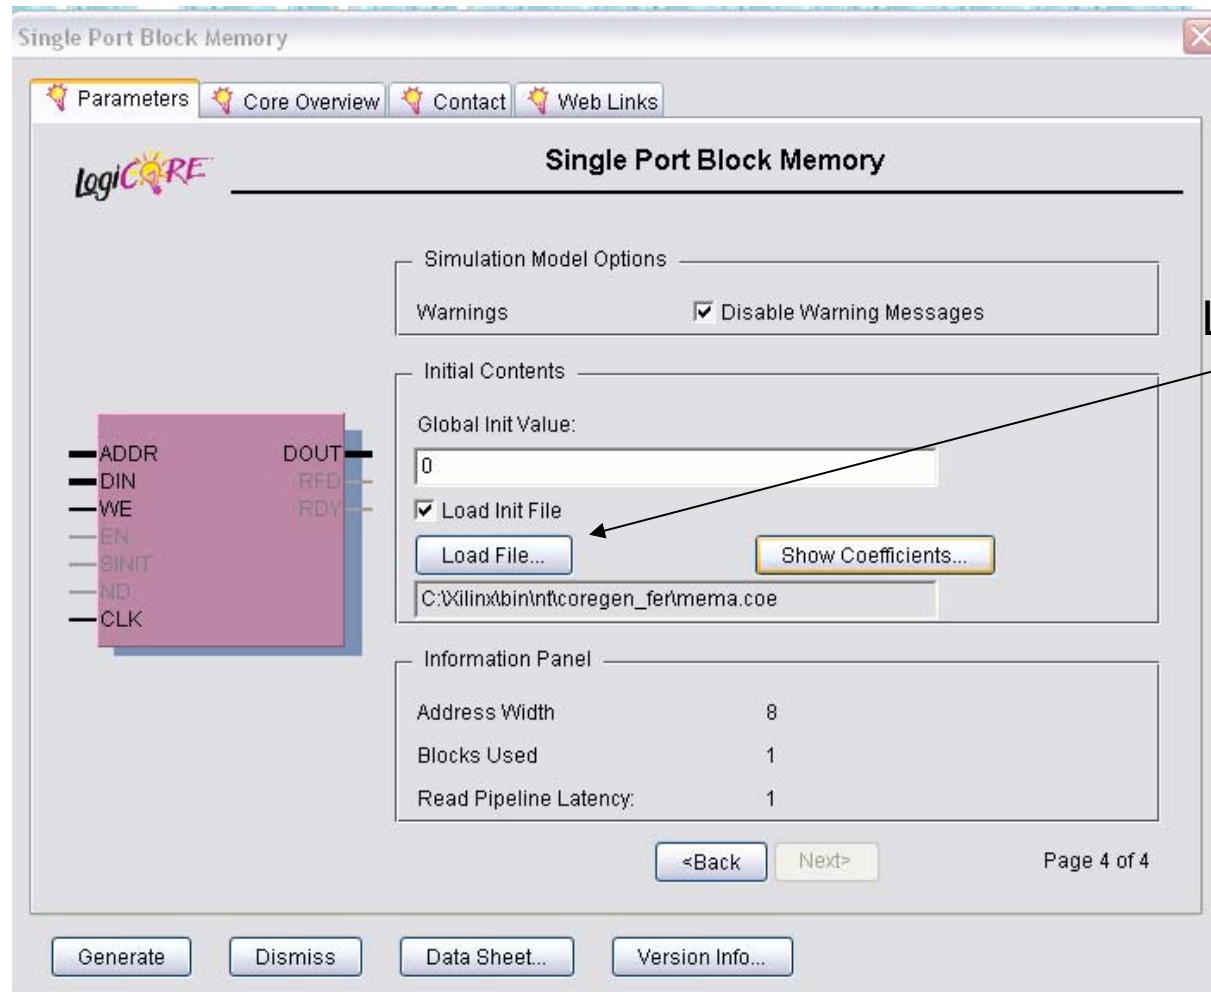 Single Port Block Memory
Parameters Core Overview Contact Web Links
LogiCORE
Single Port Block Memory
Simulation Model Options
Warnings Disable Warning Messages
L
Initial Contents
Global Init Value:
0
Load Init File
Load File... Show Coefficients...
C:\Xilinx\bin\nt\coregen_fer\mema.coe
ADDR DOUT
DIN RFD
WE RDY
EN
SINIT
ND
CLK
Information Panel
Address Width 8
Blocks Used 1
Read Pipeline Latency: 1
<Back Next> Page 4 of 4
Generate Dismiss Data Sheet... Version Info...